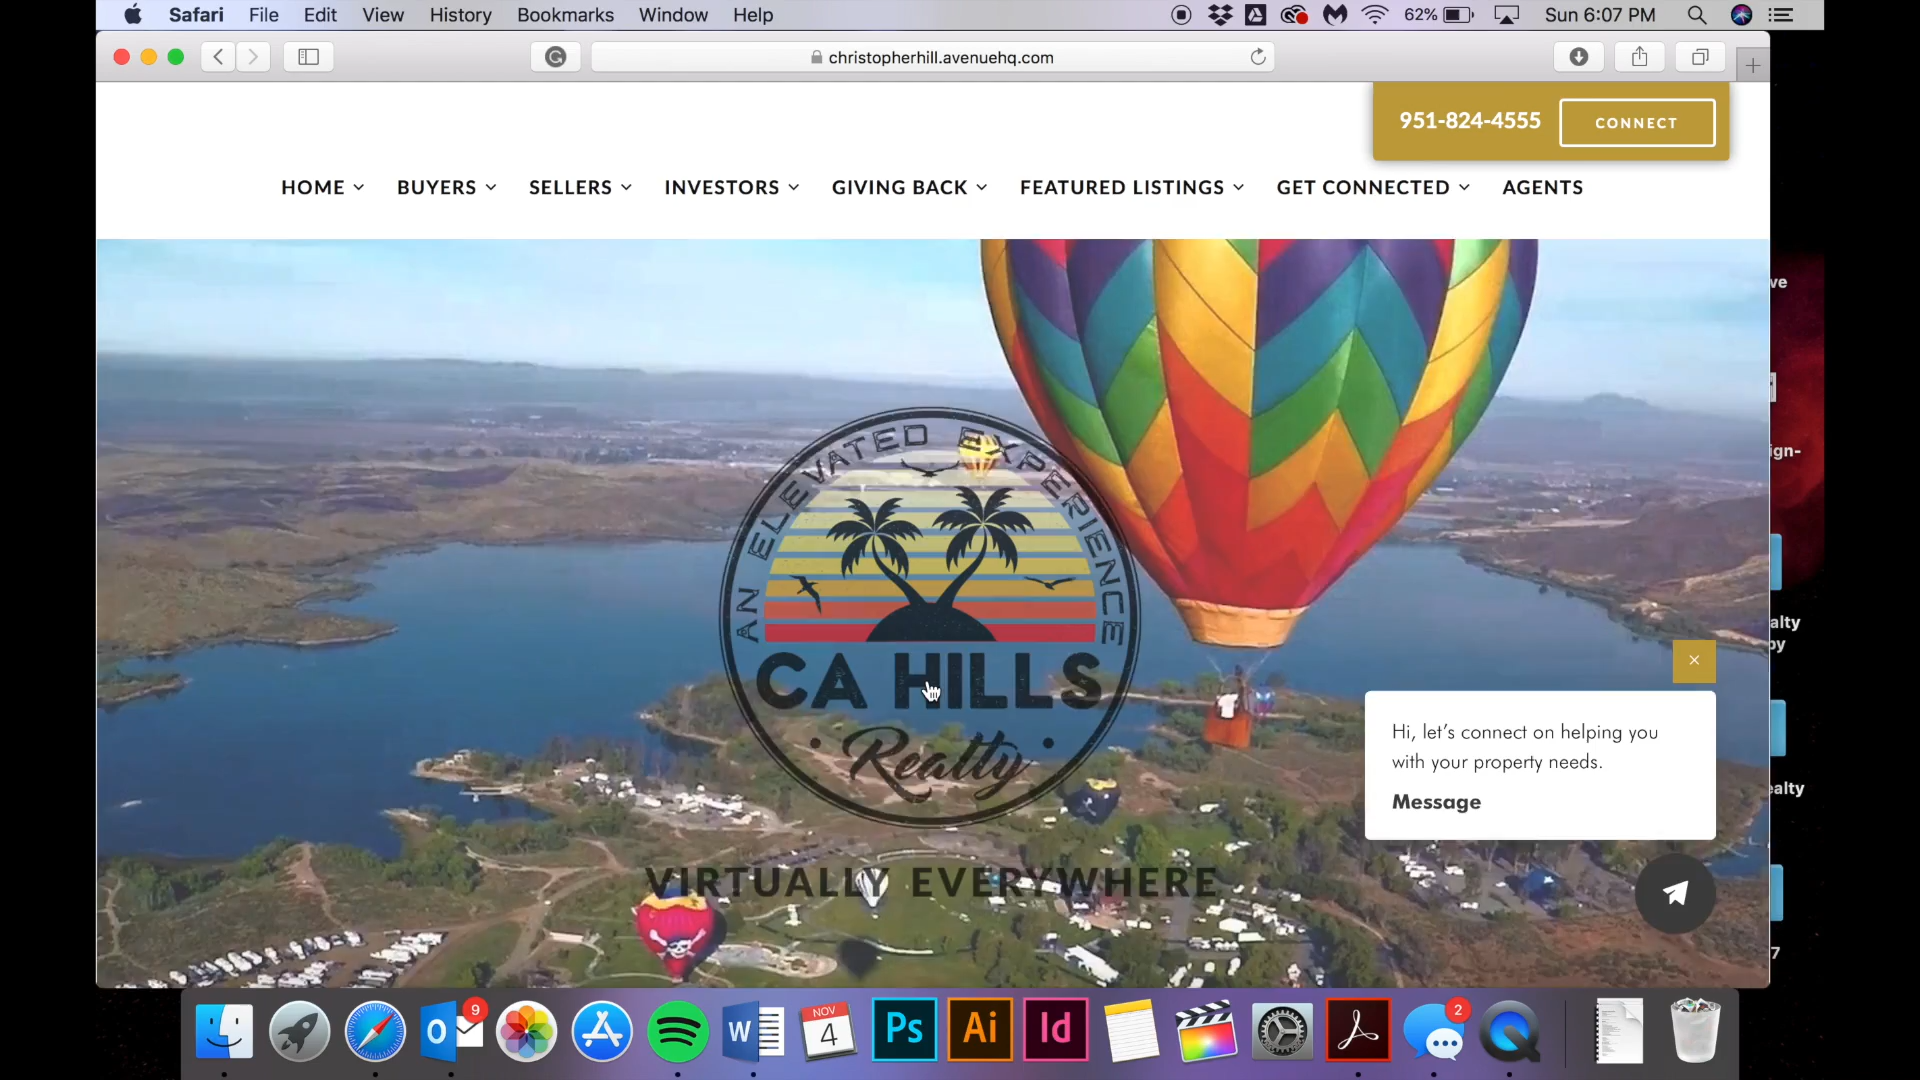 Safari File Edit View History Bookmarks Window Help 62% Sun 6:07 PM
christopherhill.avenuehq.com
951-824-4555 CONNECT
HOME BUYERS SELLERS INVESTORS GIVING BACK FEATURED LISTINGS GET CONNECTED AGENTS
AN ELEVATED EXPERIENCE
CA HILLS
Realty
VIRTUALLY EVERYWHERE
Hi, let's connect on helping you
with your property needs.
Message
9
NOV
4
W
Ps
Ai
Id
2